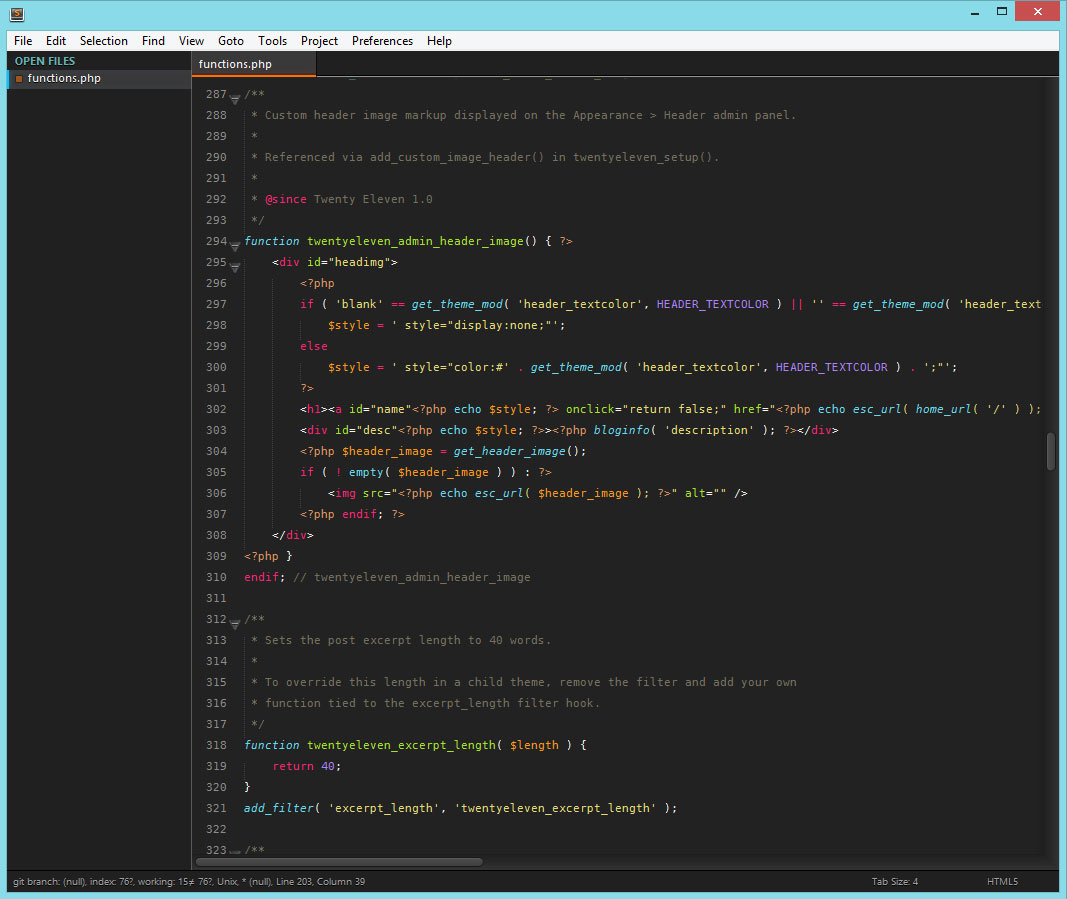 File Edit Selection Find View Goto Tools Project Preferences Help
OPEN FILES
functions.php
functions.php
287 /**
288 * Custom header image markup displayed on the Appearance > Header admin panel.
289 *
290 * Referenced via add_custom_image_header() in twentyeleven_setup().
291 *
292 * @since Twenty Eleven 1.0
293 */
294 function twentyeleven_admin_header_image() { ?>
295 <div id="headimg">
296 <?php
297 if ( 'blank' == get_theme_mod( 'header_textcolor', HEADER_TEXTCOLOR ) || '' == get_theme_mod( 'header_text
298 $style = ' style="display:none;"';
299 else
300 $style = ' style="color:#' . get_theme_mod( 'header_textcolor', HEADER_TEXTCOLOR ) . ';"';
301 ?>
302 <h1><a id="name"<?php echo $style; ?> onclick="return false;" href="<?php echo esc_url( home_url( '/' ) );
303 <div id="desc"<?php echo $style; ?>><?php bloginfo( 'description' ); ?></div>
304 <?php $header_image = get_header_image();
305 if ( ! empty( $header_image ) ) : ?>
306 <img src="<?php echo esc_url( $header_image ); ?>" alt="" />
307 <?php endif; ?>
308 </div>
309 <?php }
310 endif; // twentyeleven_admin_header_image
311
312 /**
313 * Sets the post excerpt length to 40 words.
314 *
315 * To override this length in a child theme, remove the filter and add your own
316 * function tied to the excerpt_length filter hook.
317 */
318 function twentyeleven_excerpt_length( $length ) {
319 return 40;
320 }
321 add_filter( 'excerpt_length', 'twentyeleven_excerpt_length' );
322
323 /**
git branch: (null), index: 76?, working: 15≠ 76?, Unix, * (null), Line 203, Column 39 Tab Size: 4 HTML5